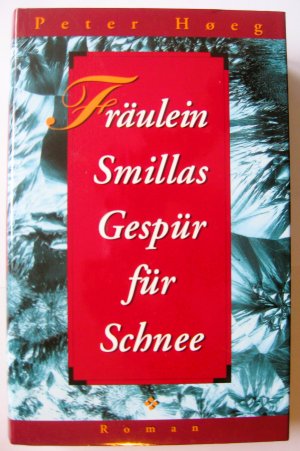 Peter Høeg
Fräulein
Smillas
Gespür
für
Schnee
Roman